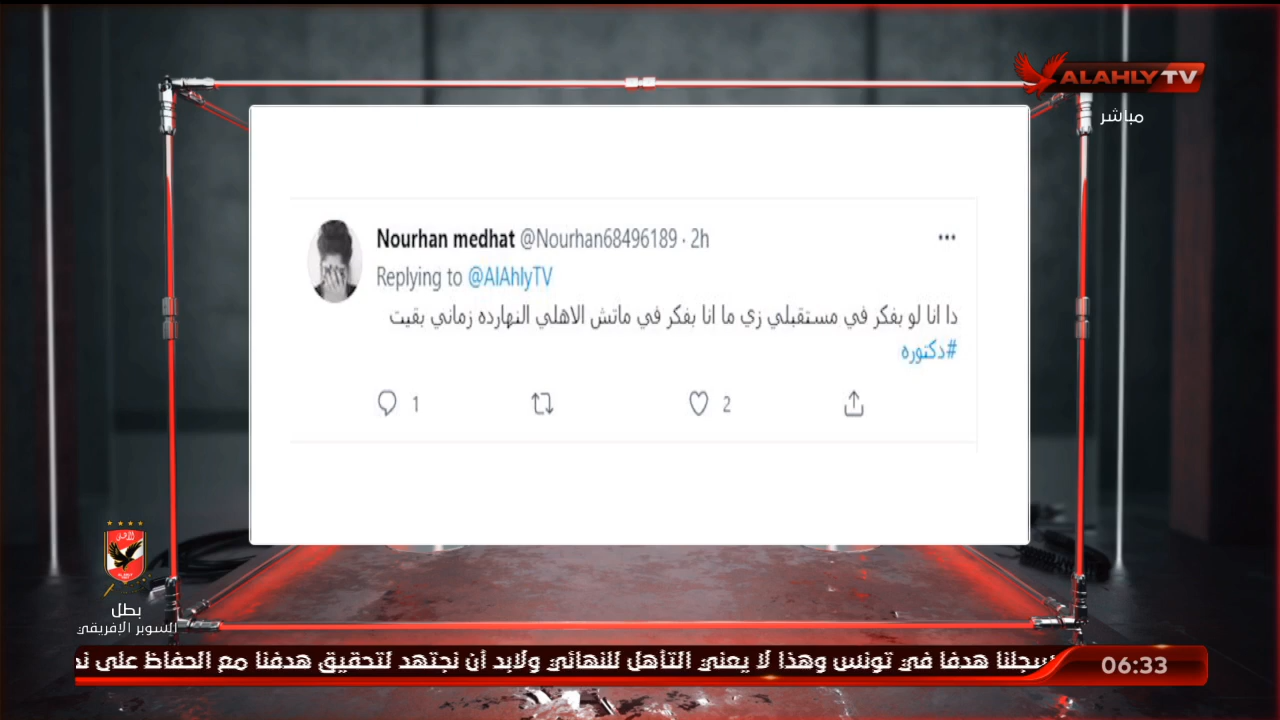 ALAHLY TV
مباشر
Nourhan medhat @Nourhan68496189 · 2h
Replying to @AlAhlyTV
دا انا لو بفكر في مستقبلي زي ما انا بفكر في ماتش الاهلي النهارده زماني بقيت
#دكتوره
1
2
بطل
السوبر الإفريقي
سجلنا هدفا في تونس وهذا لا يعني التأهل للنهائي ولابد أن نجتهد لتحقيق هدفنا مع الحفاظ على
06:33